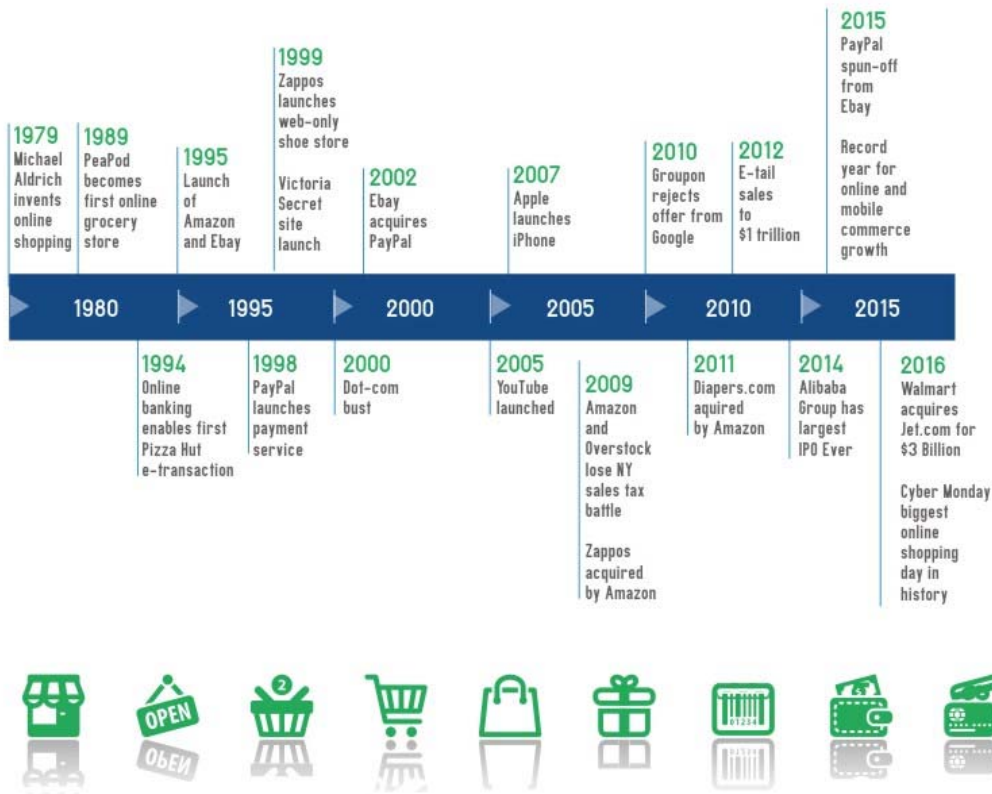 1979
Michael
Aldrich
invents
online
shopping
1989
PeaPod
becomes
first online
grocery
store
1995
Launch
of
Amazon
and Ebay
1999
Zappos
launches
web-only
shoe store
Victoria
Secret
site
launch
2002
Ebay
acquires
PayPal
2007
Apple
launches
iPhone
2010
Groupon
rejects
offer from
Google
2012
E-tail
sales
to
$1 trillion
2015
PayPal
spun-off
from
Ebay
Record
year for
online and
mobile
commerce
growth
1980 1995 2000 2005 2010 2015
1994
Online
banking
enables first
Pizza Hut
e-transaction
1998
PayPal
launches
payment
service
2000
Dot-com
bust
2005
YouTube
launched
2009
Amazon
and
Overstock
lose NY
sales tax
battle
Zappos
acquired
by Amazon
2011
Diapers.com
aquired
by Amazon
2014
Alibaba
Group has
largest
IPO Ever
2016
Walmart
acquires
Jet.com for
$3 Billion
Cyber Monday
biggest
online
shopping
day in
history
OPEN
2
01234